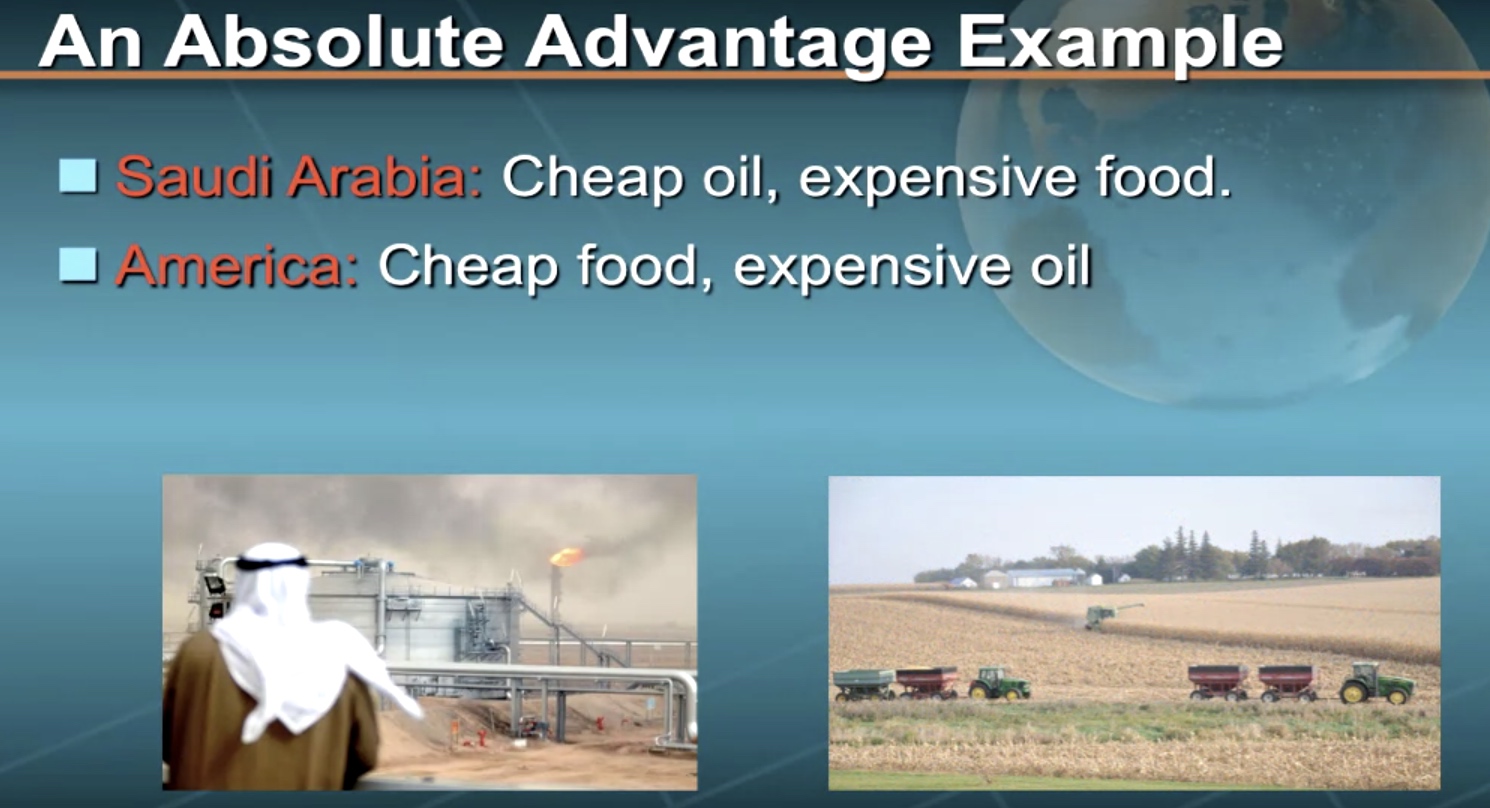 An Absolute Advantage Example
Saudi Arabia: Cheap oil, expensive food.
America: Cheap food, expensive oil